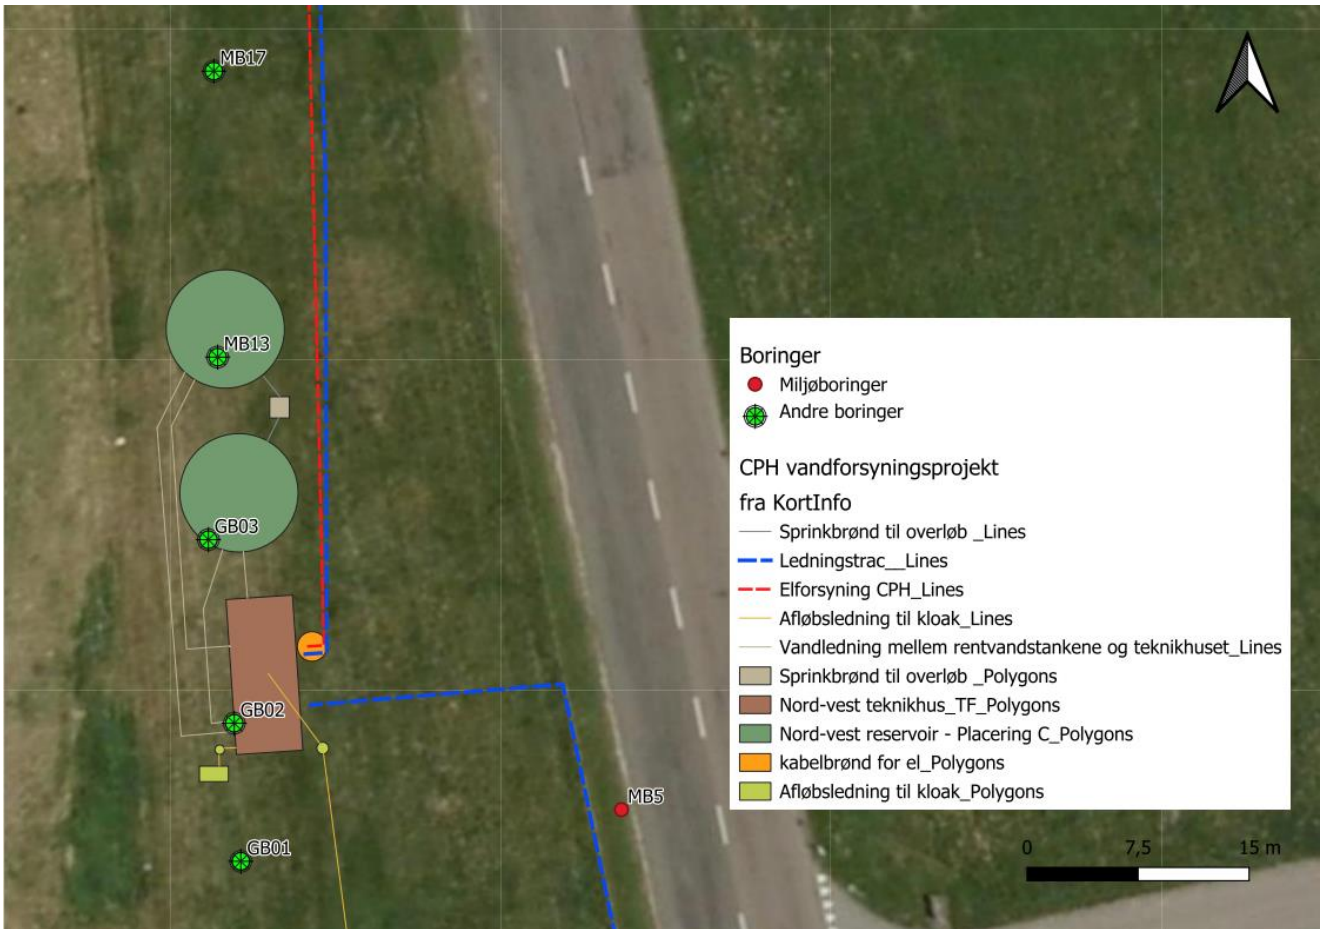 MB17
MB13
GB03
GB02
MB5
GB01
Boringer
Miljøboringer
Andre boringer
CPH vandforsyningsprojekt
fra KortInfo
Sprinkbrønd til overløb _Lines
Ledningstrac__Lines
Elforsyning CPH_Lines
Afløbsledning til kloak_Lines
Vandledning mellem rentvandstankene og teknikhuset_Lines
Sprinkbrønd til overløb _Polygons
Nord-vest teknikhus_TF_Polygons
Nord-vest reservoir - Placering C_Polygons
kabelbrønd for el_Polygons
Afløbsledning til kloak_Polygons
0 7,5 15 m